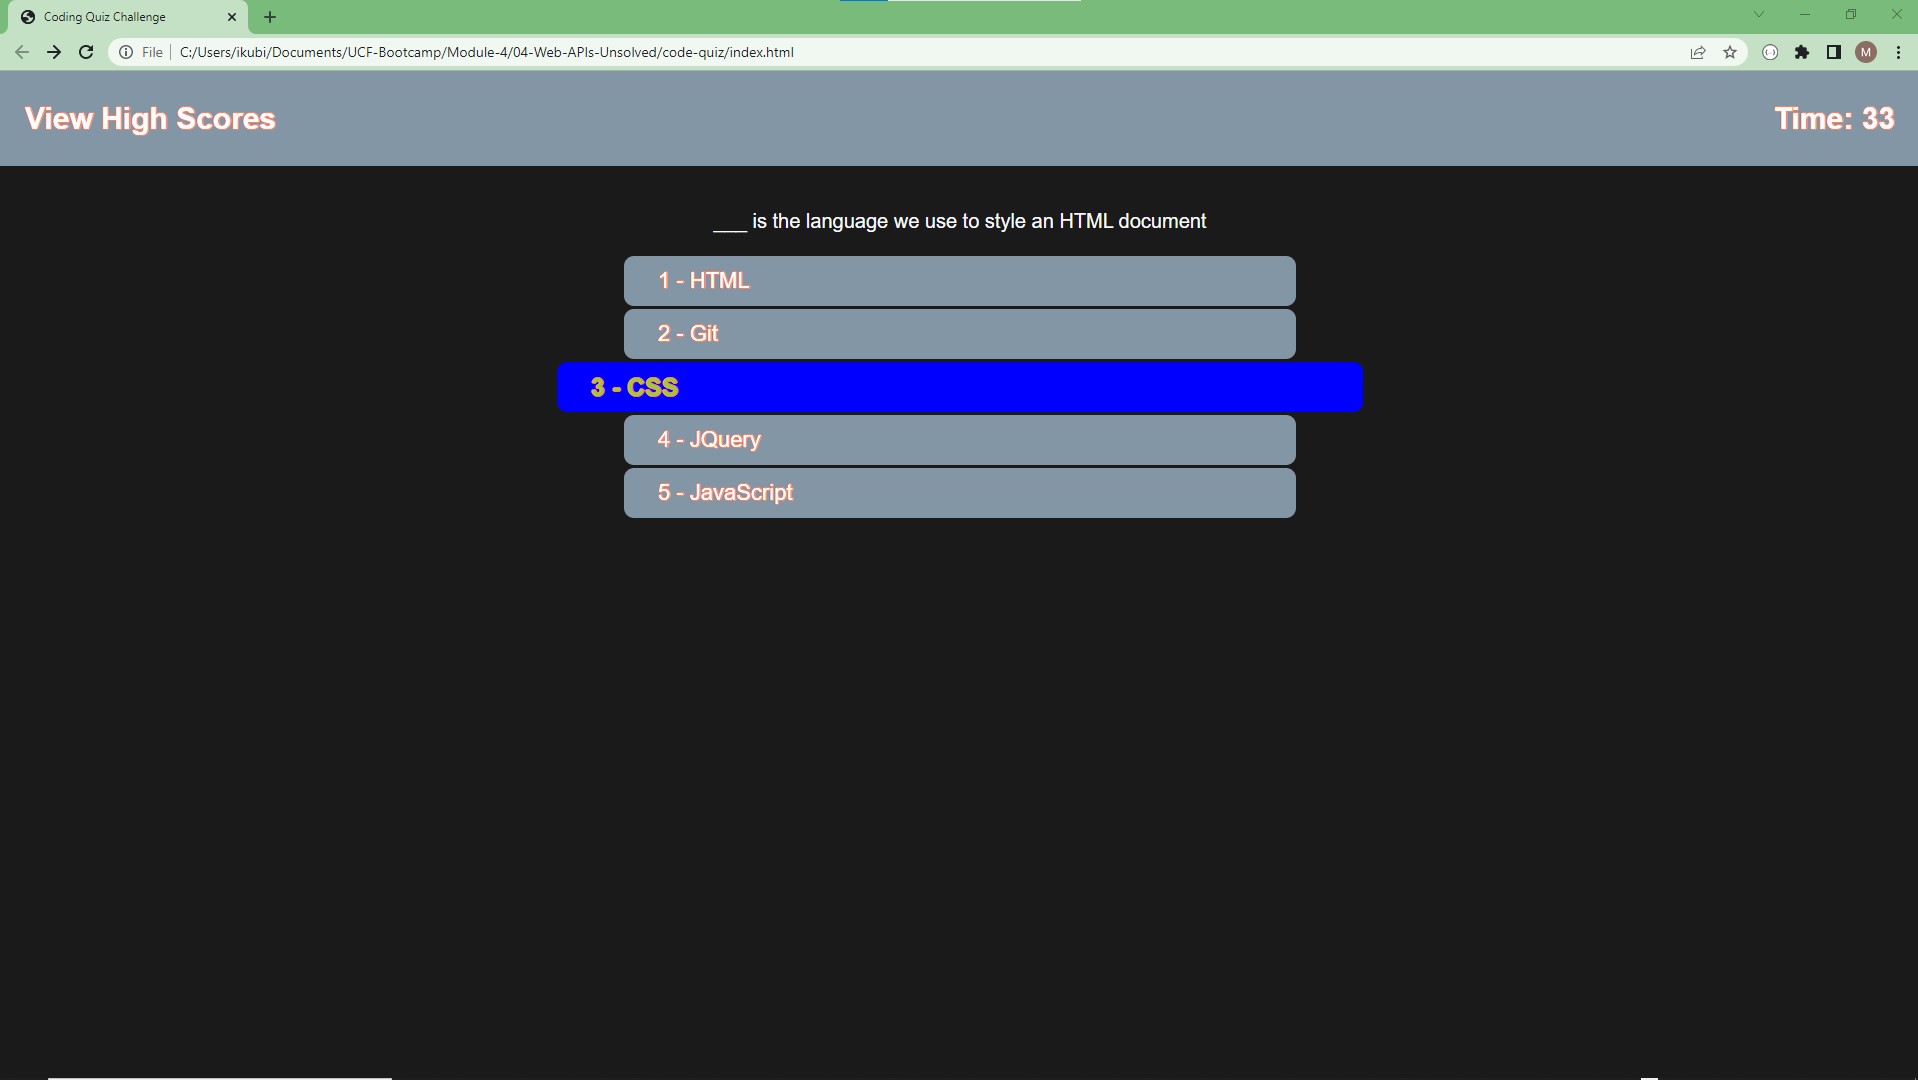 Coding Quiz Challenge
File C:/Users/ikubi/Documents/UCF-Bootcamp/Module-4/04-Web-APIs-Unsolved/code-quiz/index.html
M
View High Scores
Time: 33
___ is the language we use to style an HTML document
1 - HTML
2 - Git
3 - CSS
4 - JQuery
5 - JavaScript